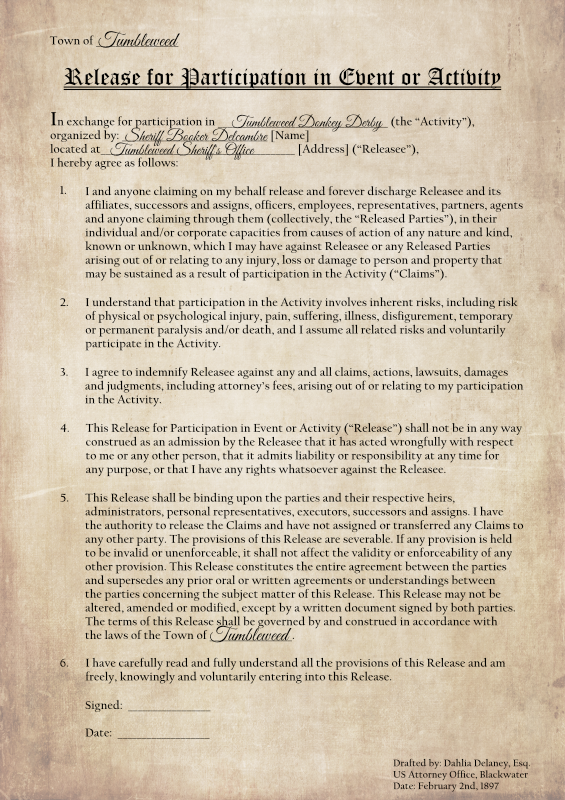 Town of Tumbleweed
Release for Participation in Event or Activity
In exchange for participation in Tumbleweed Donkey Derby (the “Activity”),
organized by: Sheriff Booker Delcambre [Name]
located at Tumbleweed Sheriff's Office [Address] (“Releasee”),
I hereby agree as follows:
1. I and anyone claiming on my behalf release and forever discharge Releasee and its
affiliates, successors and assigns, officers, employees, representatives, partners, agents
and anyone claiming through them (collectively, the “Released Parties”), in their
individual and/or corporate capacities from causes of action of any nature and kind,
known or unknown, which I may have against Releasee or any Released Parties
arising out of or relating to any injury, loss or damage to person and property that
may be sustained as a result of participation in the Activity (“Claims”).
2. I understand that participation in the Activity involves inherent risks, including risk
of physical or psychological injury, pain, suffering, illness, disfigurement, temporary
or permanent paralysis and/or death, and I assume all related risks and voluntarily
participate in the Activity.
3. I agree to indemnify Releasee against any and all claims, actions, lawsuits, damages
and judgments, including attorney's fees, arising out of or relating to my participation
in the Activity.
4. This Release for Participation in Event or Activity (“Release”) shall not be in any way
construed as an admission by the Releasee that it has acted wrongfully with respect
to me or any other person, that it admits liability or responsibility at any time for
any purpose, or that I have any rights whatsoever against the Releasee.
5. This Release shall be binding upon the parties and their respective heirs,
administrators, personal representatives, executors, successors and assigns. I have
the authority to release the Claims and have not assigned or transferred any Claims to
any other party. The provisions of this Release are severable. If any provision is held
to be invalid or unenforceable, it shall not affect the validity or enforceability of any
other provision. This Release constitutes the entire agreement between the parties
and supersedes any prior oral or written agreements or understandings between
the parties concerning the subject matter of this Release. This Release may not be
altered, amended or modified, except by a written document signed by both parties.
The terms of this Release shall be governed by and construed in accordance with
the laws of the Town of Tumbleweed.
6. I have carefully read and fully understand all the provisions of this Release and am
freely, knowingly and voluntarily entering into this Release.
Signed: ______________
Date: ________________
Drafted by: Dahlia Delaney, Esq.
US Attorney Office, Blackwater
Date: February 2nd, 1897